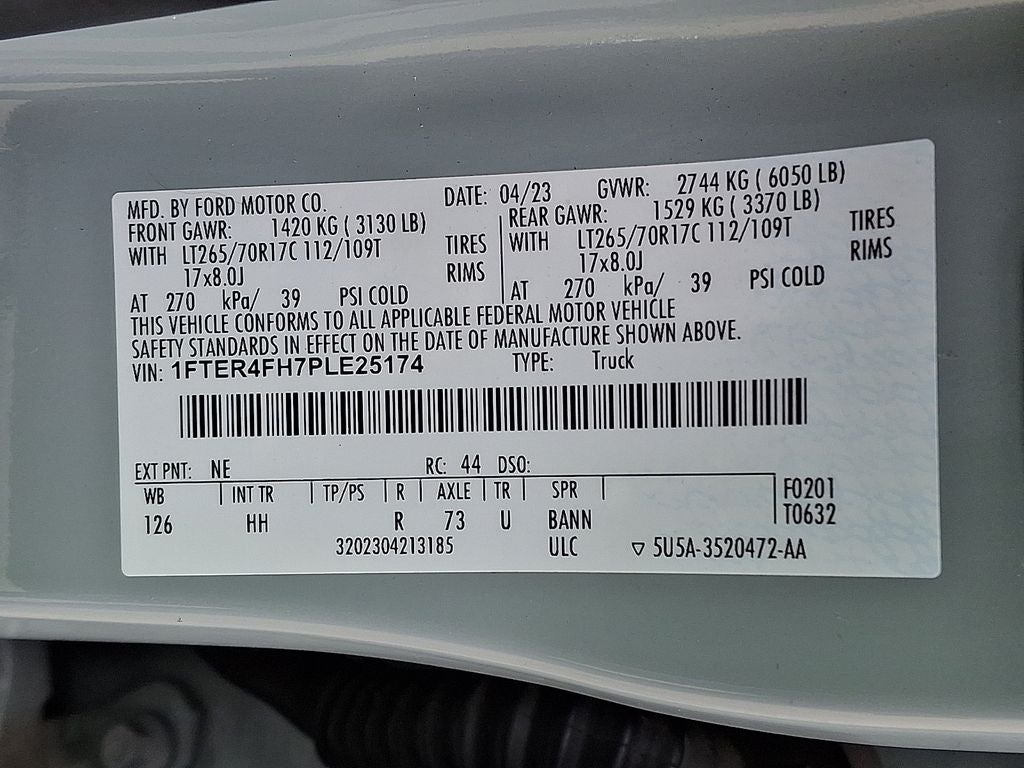 MFD. BY FORD MOTOR CO. DATE: 04/23 GVWR: 2744 KG ( 6050 LB)
FRONT GAWR: 1420 KG ( 3130 LB) REAR GAWR: 1529 KG ( 3370 LB)
WITH LT265/70R17C 112/109T TIRES WITH LT265/70R17C 112/109T TIRES
17x8.0J RIMS 17x8.0J RIMS
AT 270 kPa/ 39 PSI COLD AT 270 kPa/ 39 PSI COLD
THIS VEHICLE CONFORMS TO ALL APPLICABLE FEDERAL MOTOR VEHICLE
SAFETY STANDARDS IN EFFECT ON THE DATE OF MANUFACTURE SHOWN ABOVE.
VIN: 1FTER4FH7PLE25174 TYPE: Truck
EXT PNT: NE RC: 44 DSO:
WB INT TR TP/PS R AXLE TR SPR F0201
126 HH R 73 U BANN T0632
3202304213185 ULC ▽ 5U5A-3520472-AA